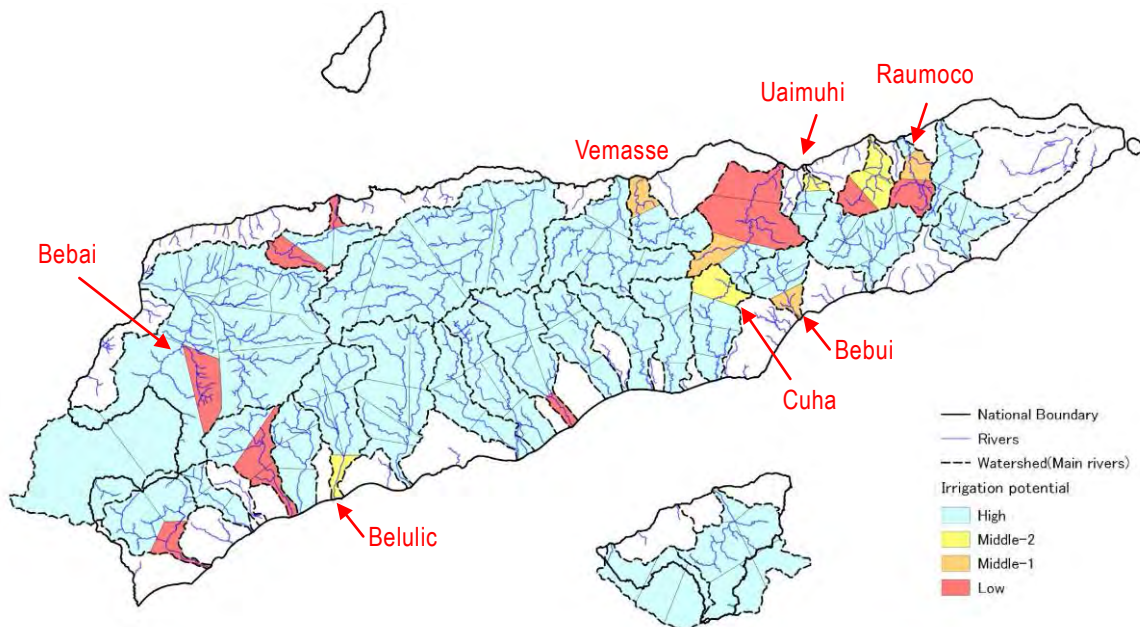 Raumoco
Uaimuhi
Vemasse
Bebai
Bebui
Cuha
Belulic
National Boundary
Rivers
Watershed(Main rivers)
Irrigation potential
High
Middle-2
Middle-1
Low